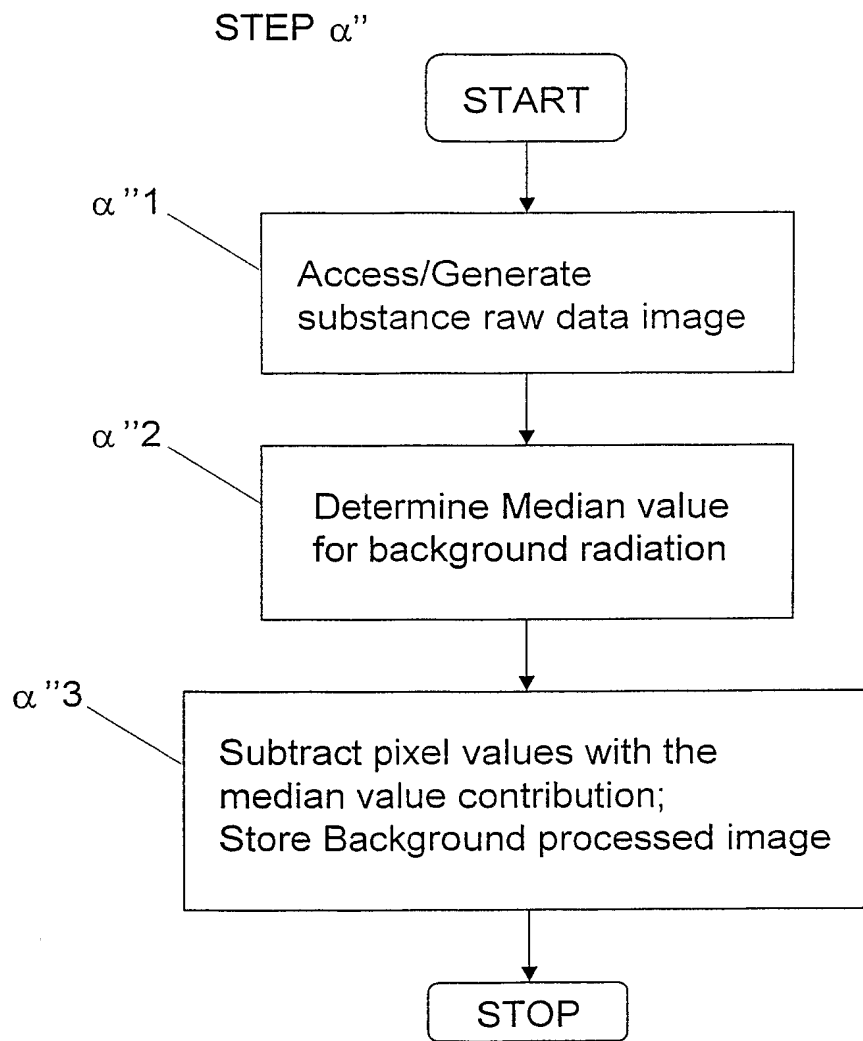 STEP α''
START
α''1
Access/Generate
substance raw data image
α''2
Determine Median value
for background radiation
α''3
Subtract pixel values with the
median value contribution;
Store Background processed image
STOP